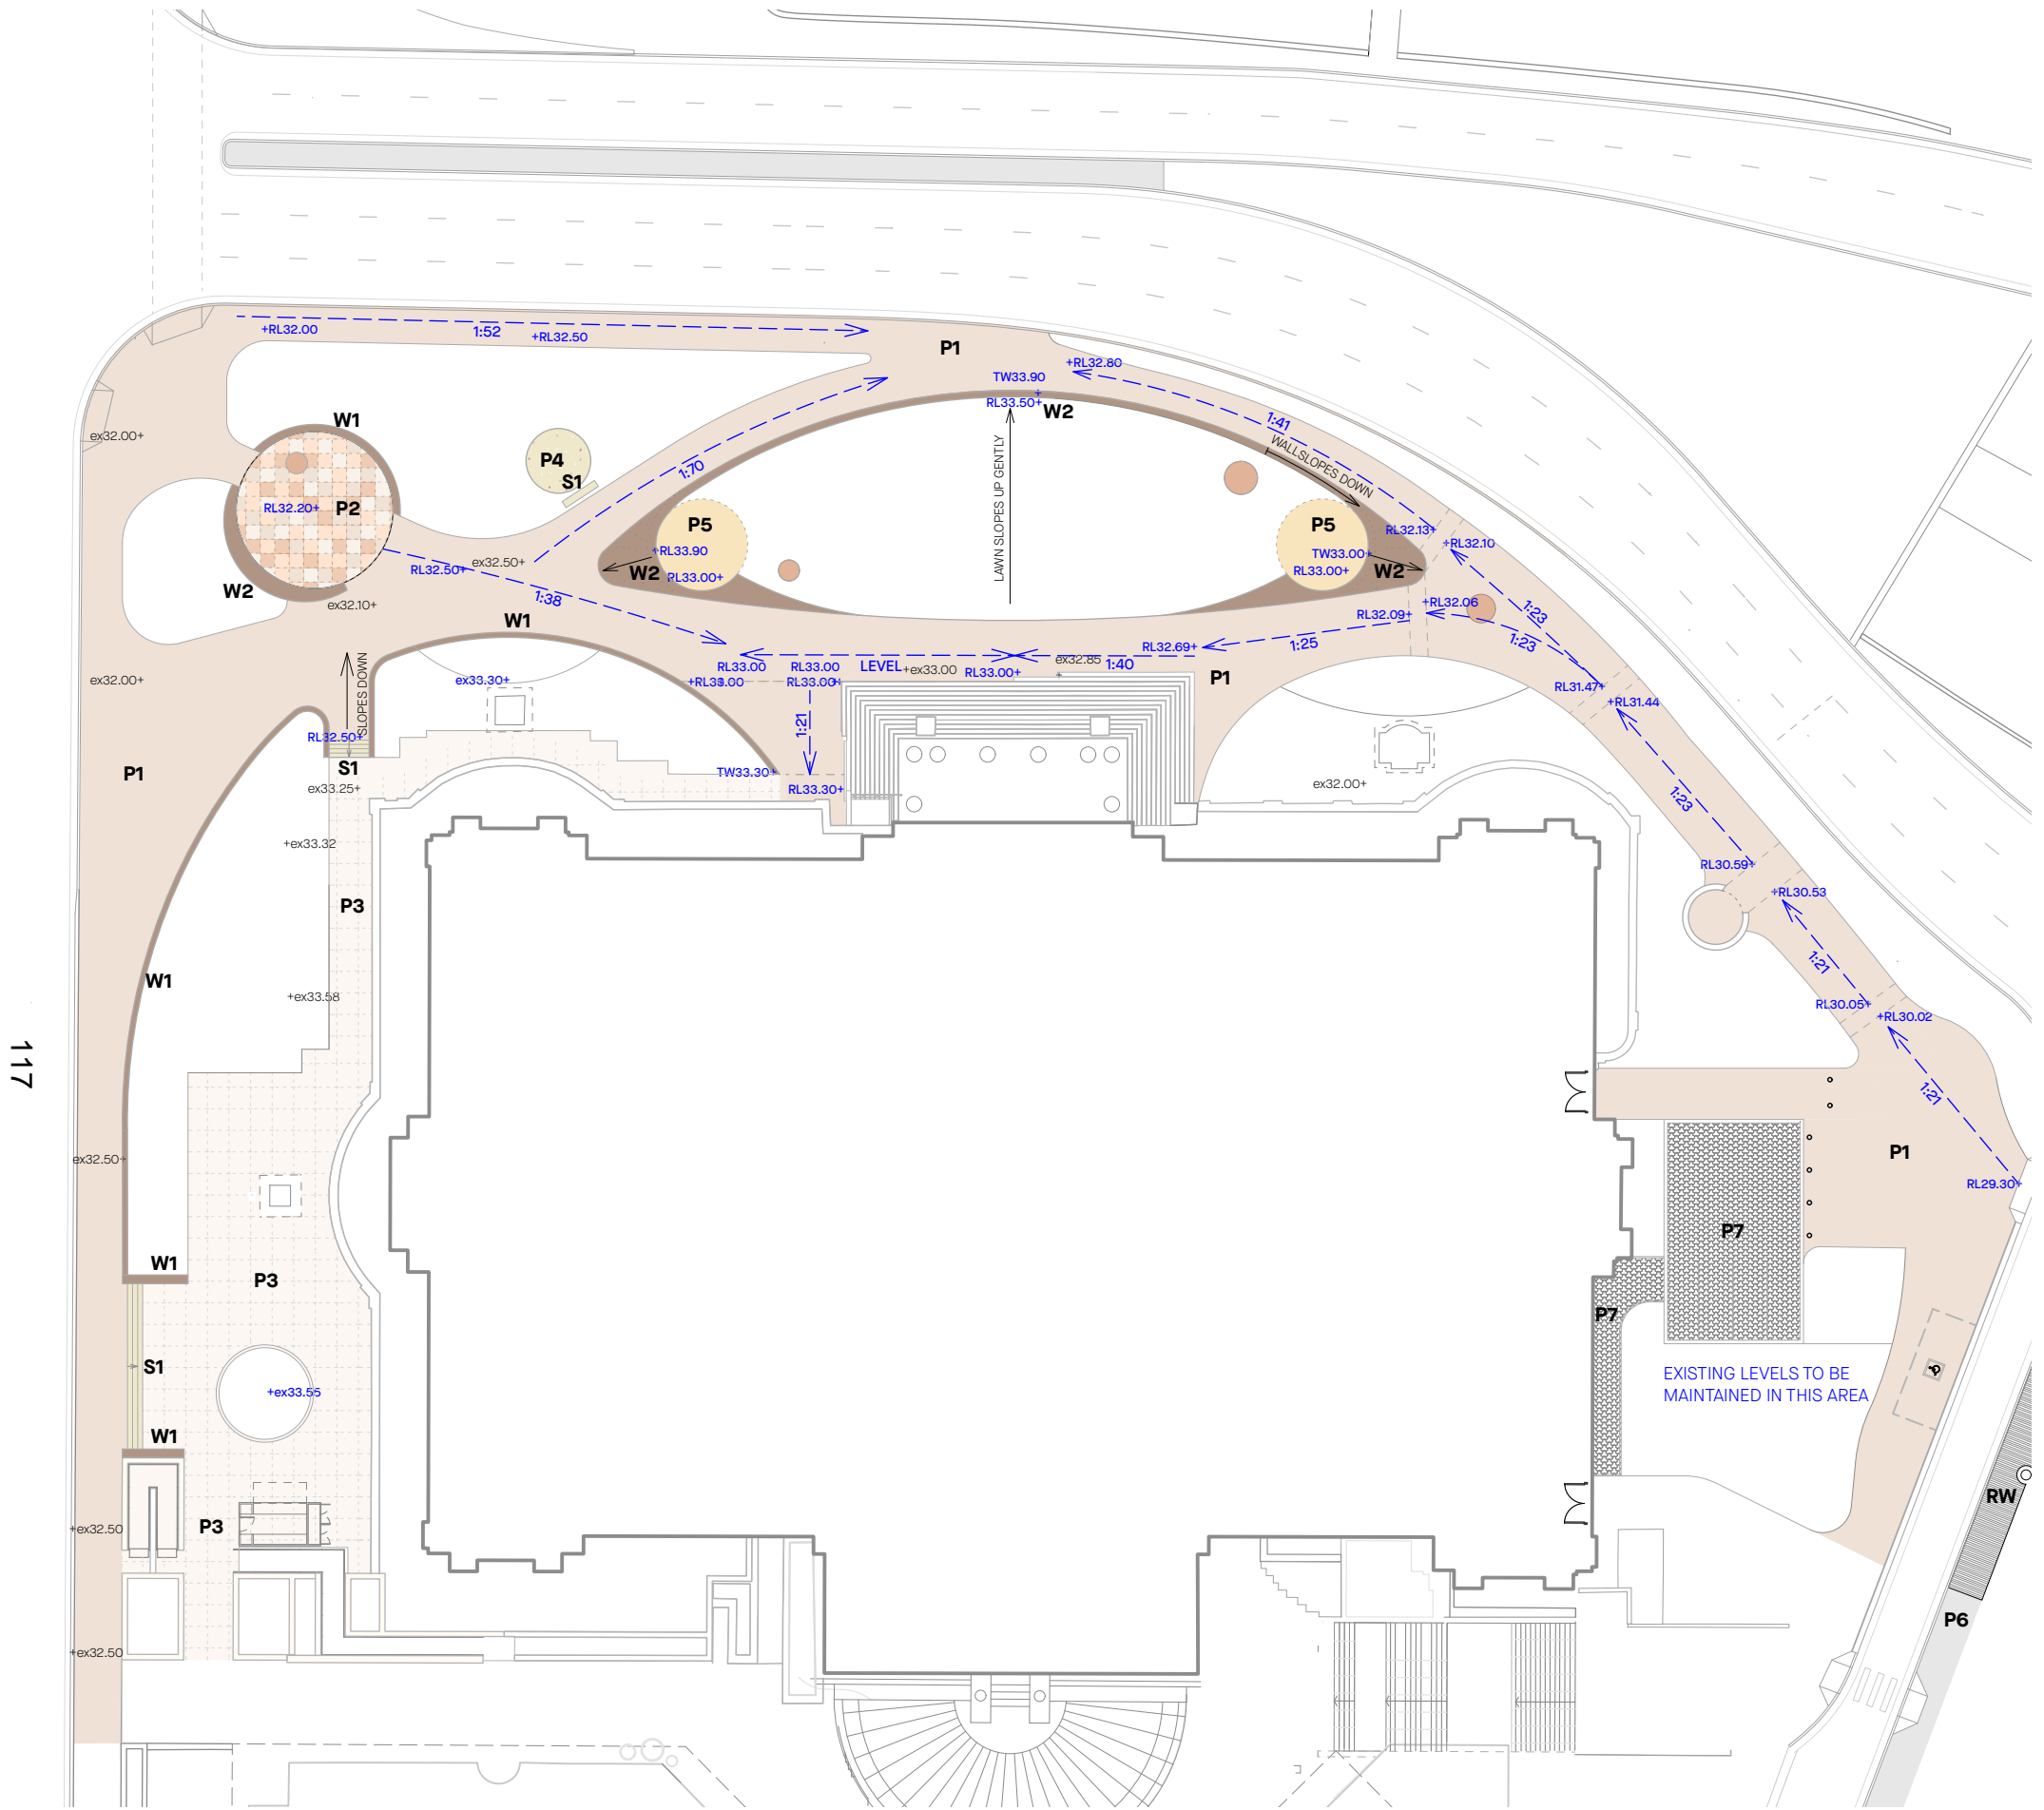 +RL32.00
1:52
+RL32.50
P1
+RL32.80
TW33.90
+
RL33.50+
W2
W1
ex32.00+
1:41
WALLSLOPES DOWN
P4
S1
1:70
LAWN SLOPES UP GENTLY
RL32.20+
P2
P5
P5
RL32.13+
+RL32.10
ex32.50+
RL32.50+
+RL33.90
W2
RL33.00+
TW33.00+
RL33.00+
W2
W2
ex32.10+
1:38
W1
+RL32.06
RL32.09+
1:23
1:23
1:25
RL32.69+
SLOPES DOWN
ex32.00+
ex33.30+
RL33.00
RL33.00
LEVEL
+ex33.00
RL33.00+
ex32.85
+
1:40
P1
RL33.00+
RL31.47+
+RL31.44
RL32.50+
1:21
P1
S1
ex33.25+
TW33.30+
RL33.30+
ex32.00+
1:23
+ex33.32
RL30.59+
+RL30.53
P3
1:21
W1
+ex33.58
RL30.05+
+RL30.02
117
1:21
P1
ex32.50+
RL29.30+
P7
W1
P3
P7
S1
+ex33.55
EXISTING LEVELS TO BE
MAINTAINED IN THIS AREA
W1
RW
+ex32.50
P3
P6
+ex32.50